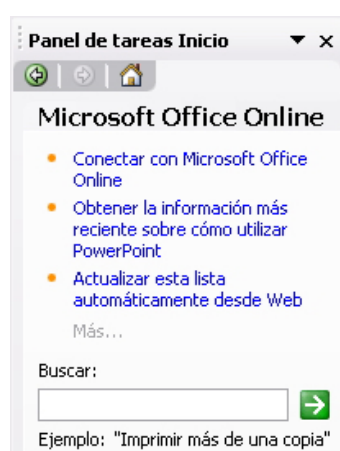 Panel de tareas Inicio
Microsoft Office Online
Conectar con Microsoft Office
Online
Obtener la información más
reciente sobre cómo utilizar
PowerPoint
Actualizar esta lista
automáticamente desde Web
Más...
Buscar:
Ejemplo: "Imprimir más de una copia"